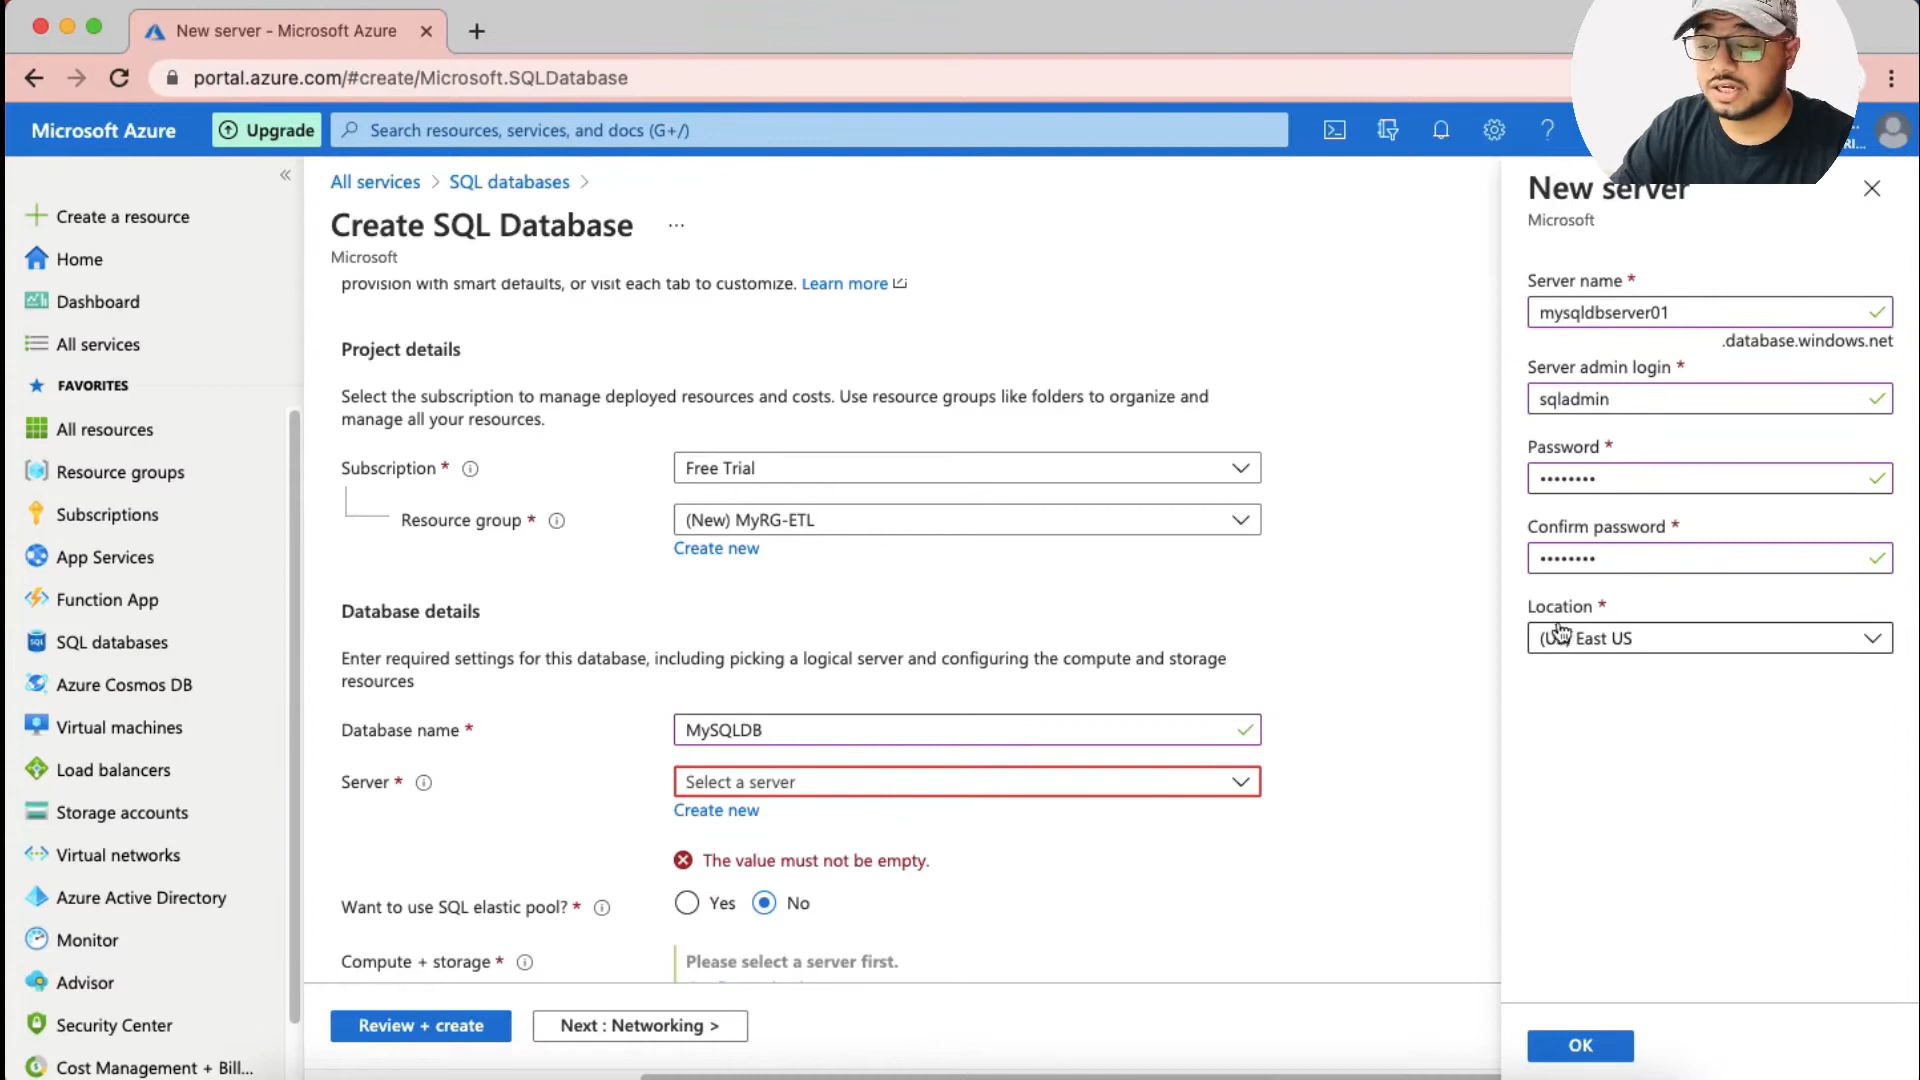 New server - Microsoft Azure
portal.azure.com/#create/Microsoft.SQLDatabase
Microsoft Azure
Upgrade
Search resources, services, and docs (G+/)
Create a resource
Home
Dashboard
All services
FAVORITES
All resources
Resource groups
Subscriptions
App Services
Function App
SQL databases
Azure Cosmos DB
Virtual machines
Load balancers
Storage accounts
Virtual networks
Azure Active Directory
Monitor
Advisor
Security Center
Cost Management + Bill...
All services > SQL databases >
Create SQL Database ...
Microsoft
provision with smart defaults, or visit each tab to customize. Learn more
Project details
Select the subscription to manage deployed resources and costs. Use resource groups like folders to organize and
manage all your resources.
Subscription *
Free Trial
Resource group *
(New) MyRG-ETL
Create new
Database details
Enter required settings for this database, including picking a logical server and configuring the compute and storage
resources
Database name *
MySQLDB
Server *
Select a server
Create new
The value must not be empty.
Want to use SQL elastic pool? *
Yes No
Compute + storage *
Please select a server first.
Review + create
Next : Networking >
New server
Microsoft
Server name *
mysqldbserver01
.database.windows.net
Server admin login *
sqladmin
Password *
••••••••
Confirm password *
••••••••
Location *
East US
OK